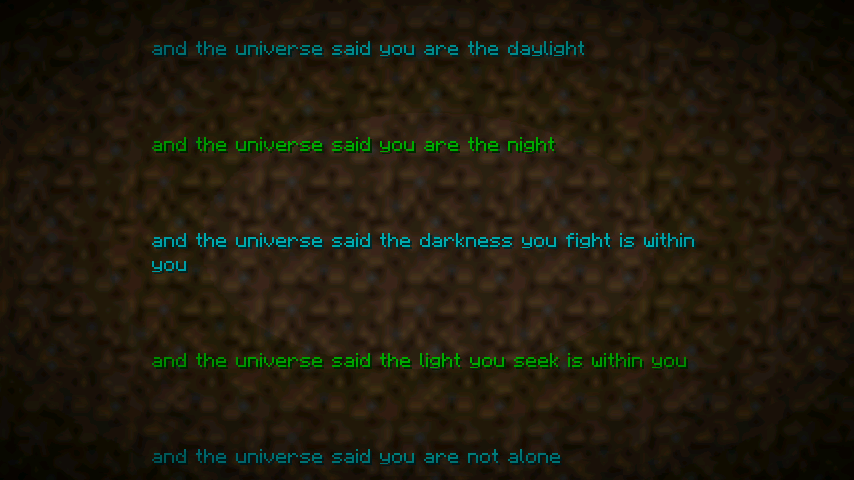 and the universe said you are the daylight
and the universe said you are the night
and the universe said the darkness you fight is within
you
and the universe said the light you seek is within you
and the universe said you are not alone